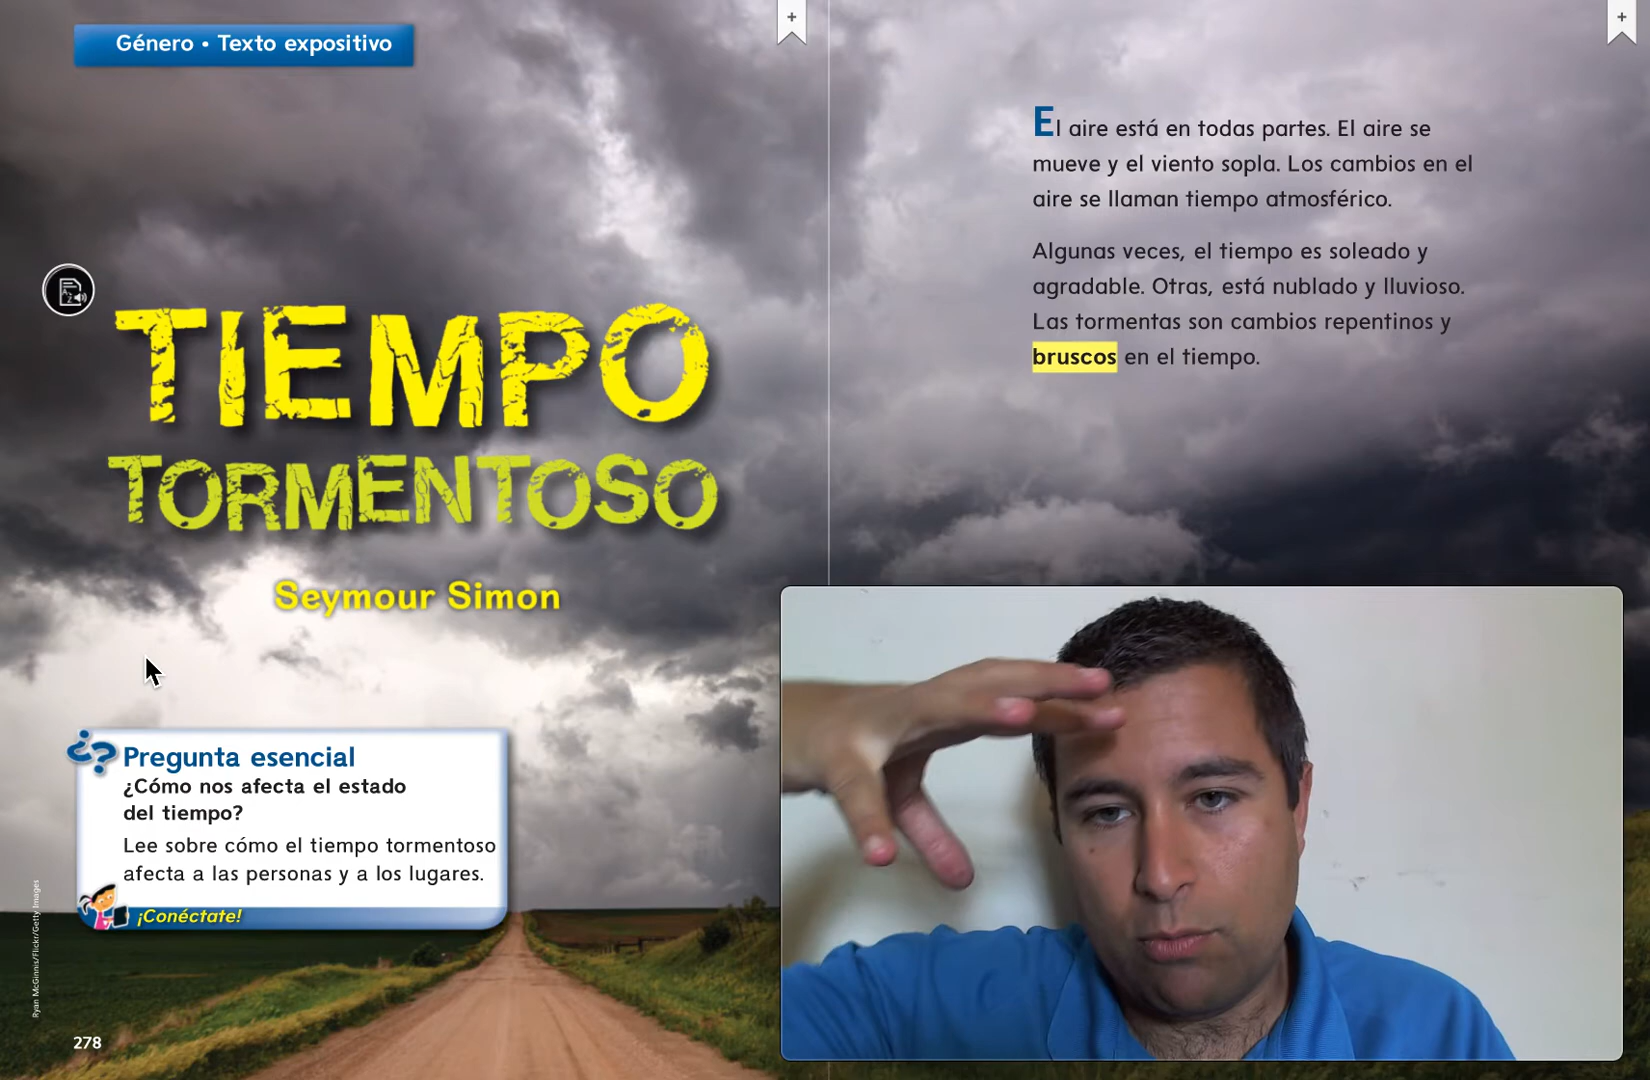 Género • Texto expositivo
TIEMPO
TORMENTOSO
Seymour Simon
Pregunta esencial
¿Cómo nos afecta el estado
del tiempo?
Lee sobre cómo el tiempo tormentoso
afecta a las personas y a los lugares.
¡Conéctate!
Ryan McGinnis/Flickr/Getty Images
278
El aire está en todas partes. El aire se
mueve y el viento sopla. Los cambios en el
aire se llaman tiempo atmosférico.
Algunas veces, el tiempo es soleado y
agradable. Otras, está nublado y lluvioso.
Las tormentas son cambios repentinos y
bruscos en el tiempo.